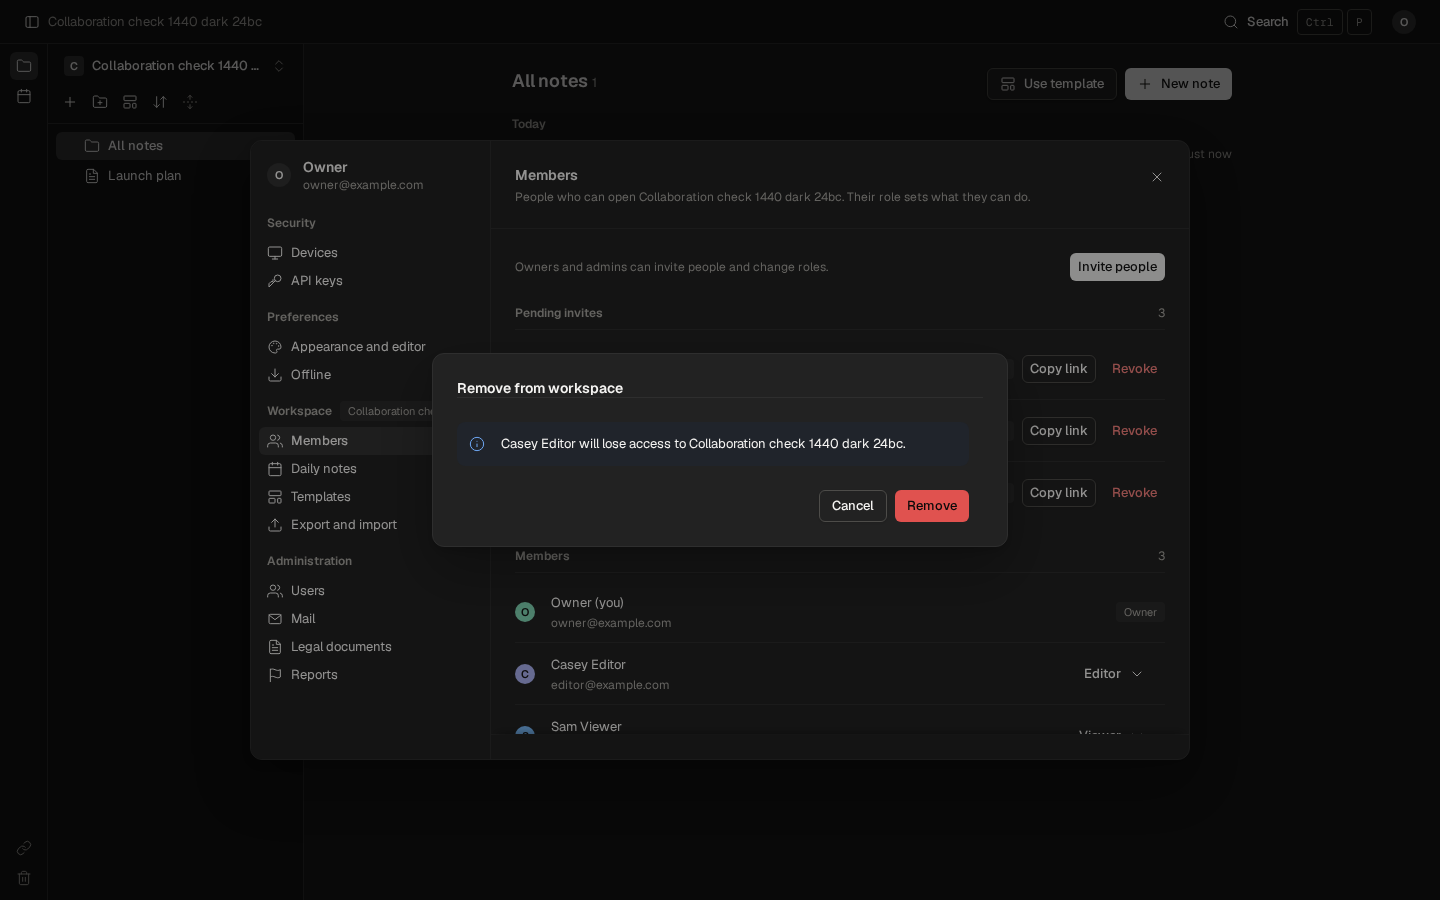 Collaboration check 1440 dark 24bc
Search Ctrl P O
C Collaboration check 1440 ...
All notes 1
Use template
New note
Today
All notes
Launch plan
just now
O Owner
owner@example.com
Security
Devices
API keys
Preferences
Appearance and editor
Offline
Workspace Collaboration che
Members
Daily notes
Templates
Export and import
Administration
Users
Mail
Legal documents
Reports
Members
People who can open Collaboration check 1440 dark 24bc. Their role sets what they can do.
Owners and admins can invite people and change roles.
Invite people
Pending invites 3
Copy link Revoke
Copy link Revoke
Copy link Revoke
Remove from workspace
Casey Editor will lose access to Collaboration check 1440 dark 24bc.
Cancel Remove
Members 3
O Owner (you)
owner@example.com
Owner
C Casey Editor
editor@example.com
Editor
Sam Viewer
Viewer